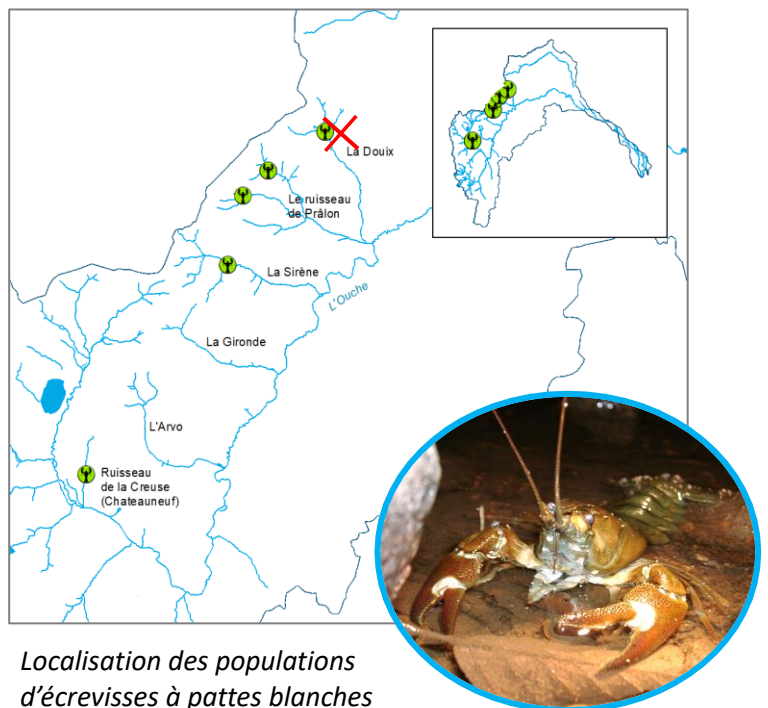 La Douix
Le ruisseau
de Prâlon
La Sirène
L'Ouche
La Gironde
L'Arvo
Ruisseau
de la Creuse
(Chateauneuf)
Localisation des populations
d'écrevisses à pattes blanches